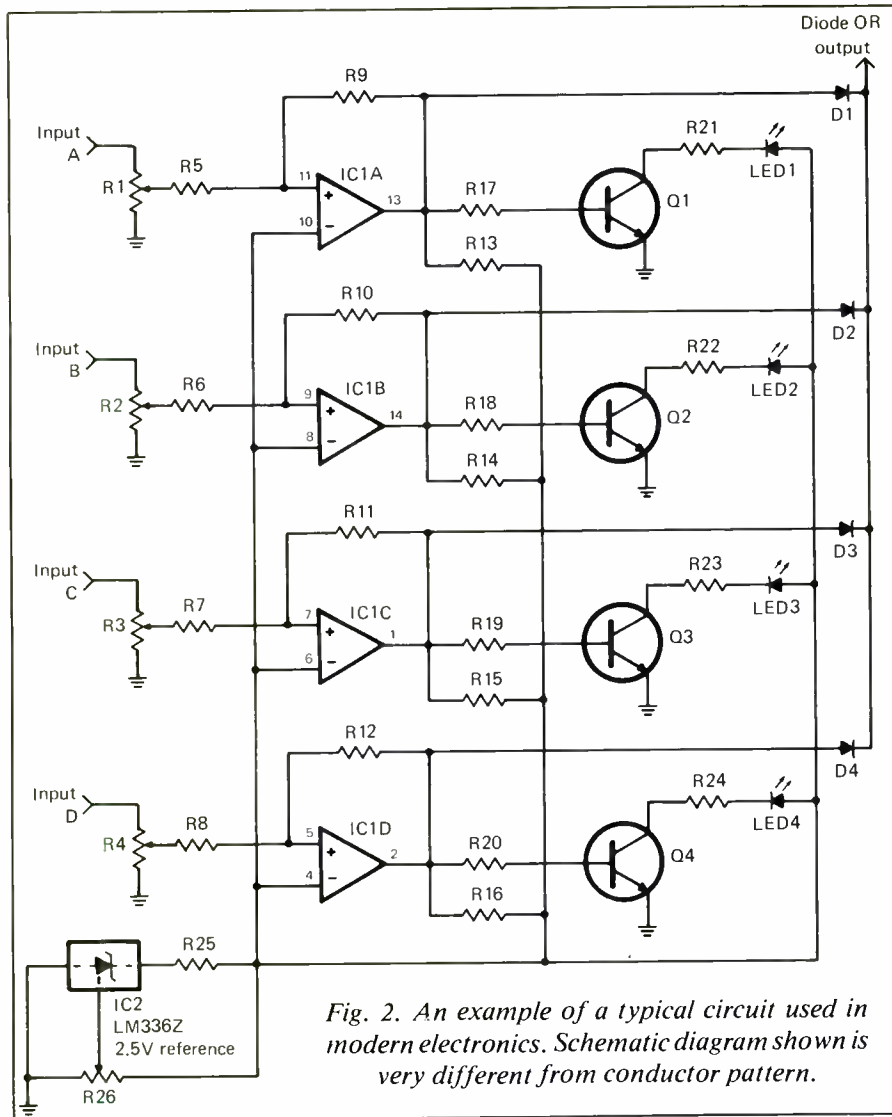 Diode OR
output
R9
D1
Input
A
R1
R5
11
+
10
−
IC1A
13
R17
R13
Q1
R21
LED1
R10
D2
Input
B
R2
R6
9
+
8
−
IC1B
14
R18
R14
Q2
R22
LED2
R11
D3
Input
C
R3
R7
7
+
6
−
IC1C
1
R19
R15
Q3
R23
LED3
R12
D4
Input
D
R4
R8
5
+
4
−
IC1D
2
R20
R16
Q4
R24
LED4
R25
IC2
LM336Z
2.5V reference
R26
Fig. 2. An example of a typical circuit used in
modern electronics. Schematic diagram shown is
very different from conductor pattern.